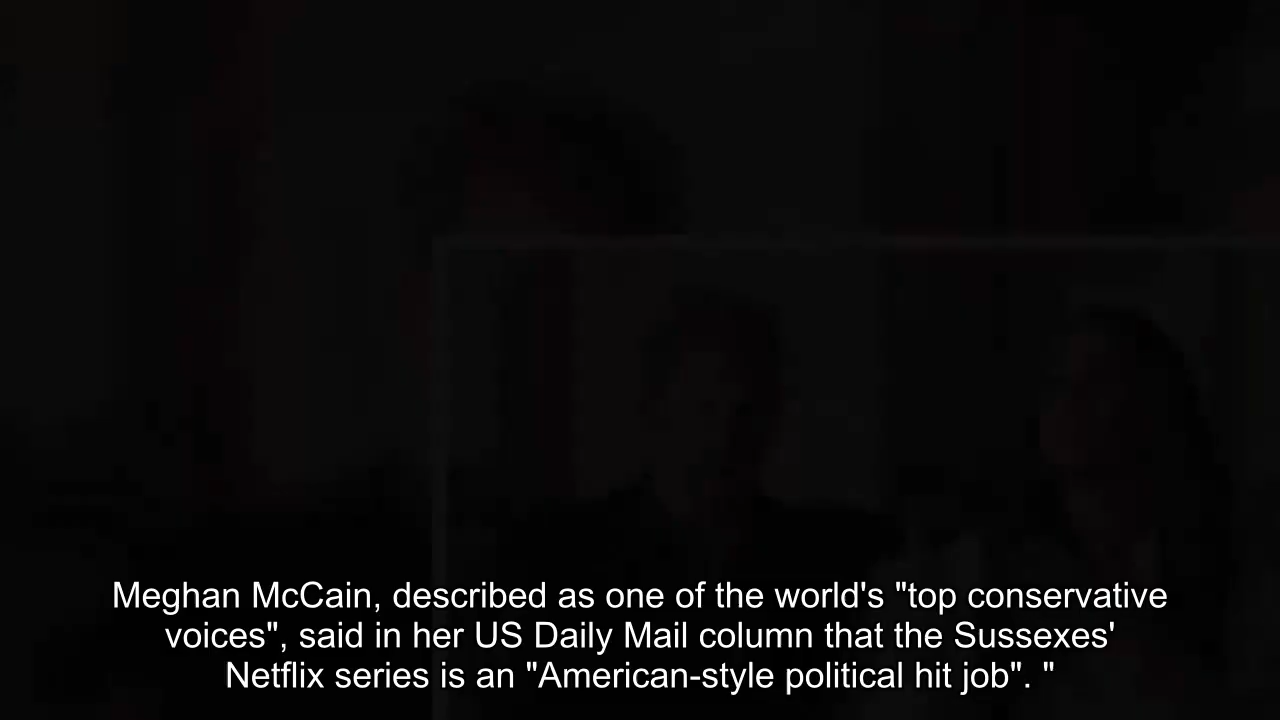 Meghan McCain, described as one of the world's "top conservative
voices", said in her US Daily Mail column that the Sussexes'
Netflix series is an "American-style political hit job". "